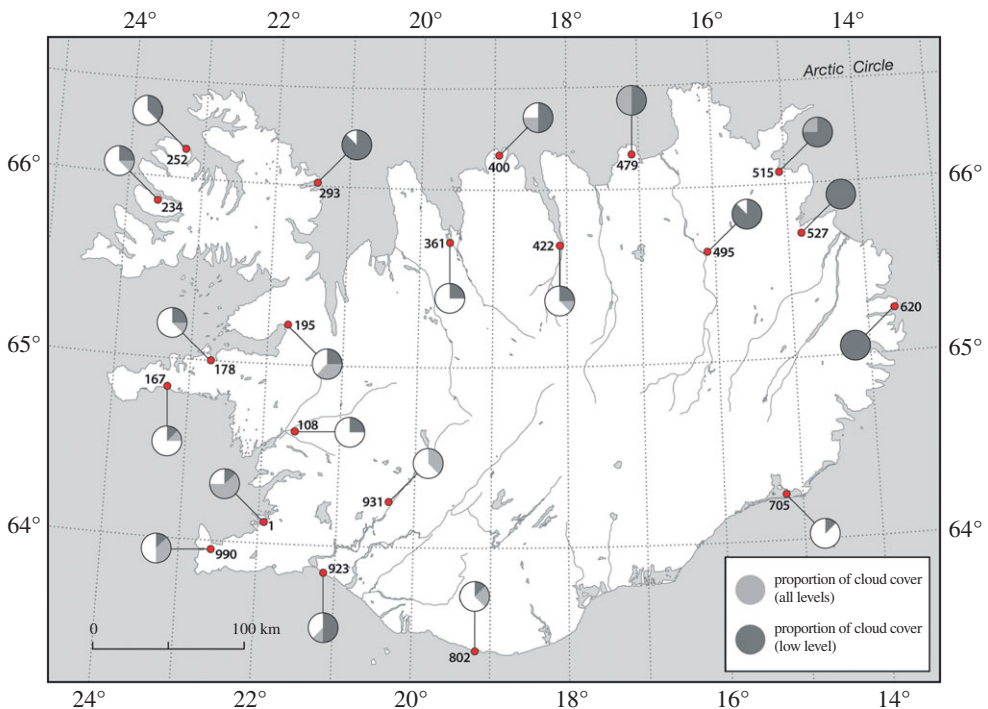 24° 22° 20° 18° 16° 14°
Arctic Circle
66° 66°
252
400
479
293
515
234
527
361
422
495
620
195
65° 65°
178
167
108
931
705
64° 1 64°
990
923
proportion of cloud cover
(all levels)
0 100 km
proportion of cloud cover
(low level)
802
24° 22° 20° 18° 16° 14°